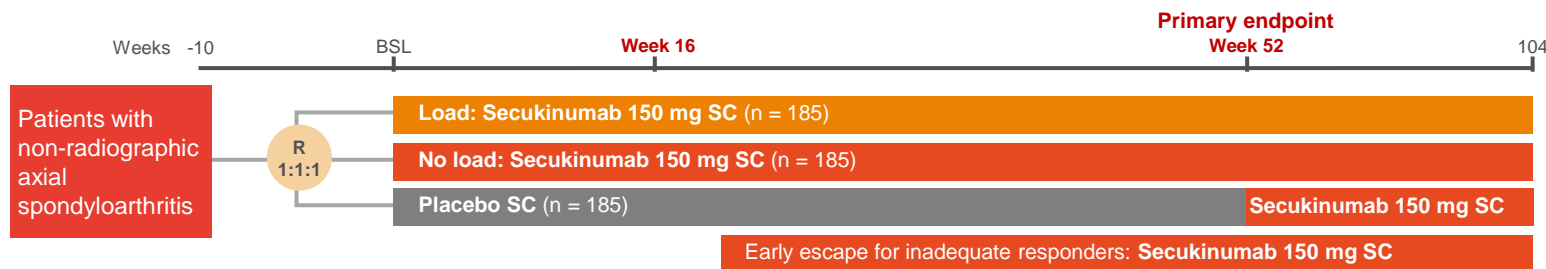 Primary endpoint
Weeks -10 BSL Week 16 Week 52 104
Patients with
non-radiographic
axial
spondyloarthritis
R
1:1:1
Load: Secukinumab 150 mg SC (n = 185)
No load: Secukinumab 150 mg SC (n = 185)
Placebo SC (n = 185) Secukinumab 150 mg SC
Early escape for inadequate responders: Secukinumab 150 mg SC